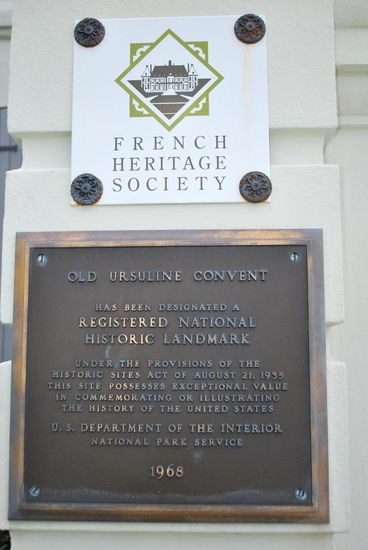 FRENCH
HERITAGE
SOCIETY
OLD URSULINE CONVENT
HAS BEEN DESIGNATED A
REGISTERED NATIONAL
HISTORIC LANDMARK
UNDER THE PROVISIONS OF THE
HISTORIC SITES ACT OF AUGUST 21, 1935
THIS SITE POSSESSES EXCEPTIONAL VALUE
IN COMMEMORATING OR ILLUSTRATING
THE HISTORY OF THE UNITED STATES
U.S. DEPARTMENT OF THE INTERIOR
NATIONAL PARK SERVICE
1968